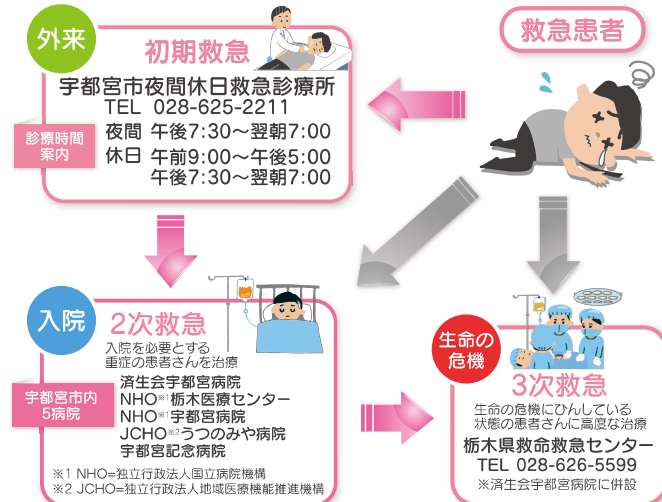 救急患者
外来
初期救急
宇都宮市夜間休日救急診療所
TEL 028-625-2211
診療時間
案内
夜間 午後7:30～翌朝7:00
休日 午前9:00～午後5:00
午後7:30～翌朝7:00
入院
2次救急
入院を必要とする
重症の患者さんを治療
宇都宮市内
5病院
済生会宇都宮病院
NHO※1栃木医療センター
NHO※1宇都宮病院
JCHO※2うつのみや病院
宇都宮記念病院
※1 NHO=独立行政法人国立病院機構
※2 JCHO=独立行政法人地域医療機能推進機構
生命の
危機
3次救急
生命の危機にひんしている
状態の患者さんに高度な治療
栃木県救命救急センター
TEL 028-626-5599
※済生会宇都宮病院に併設